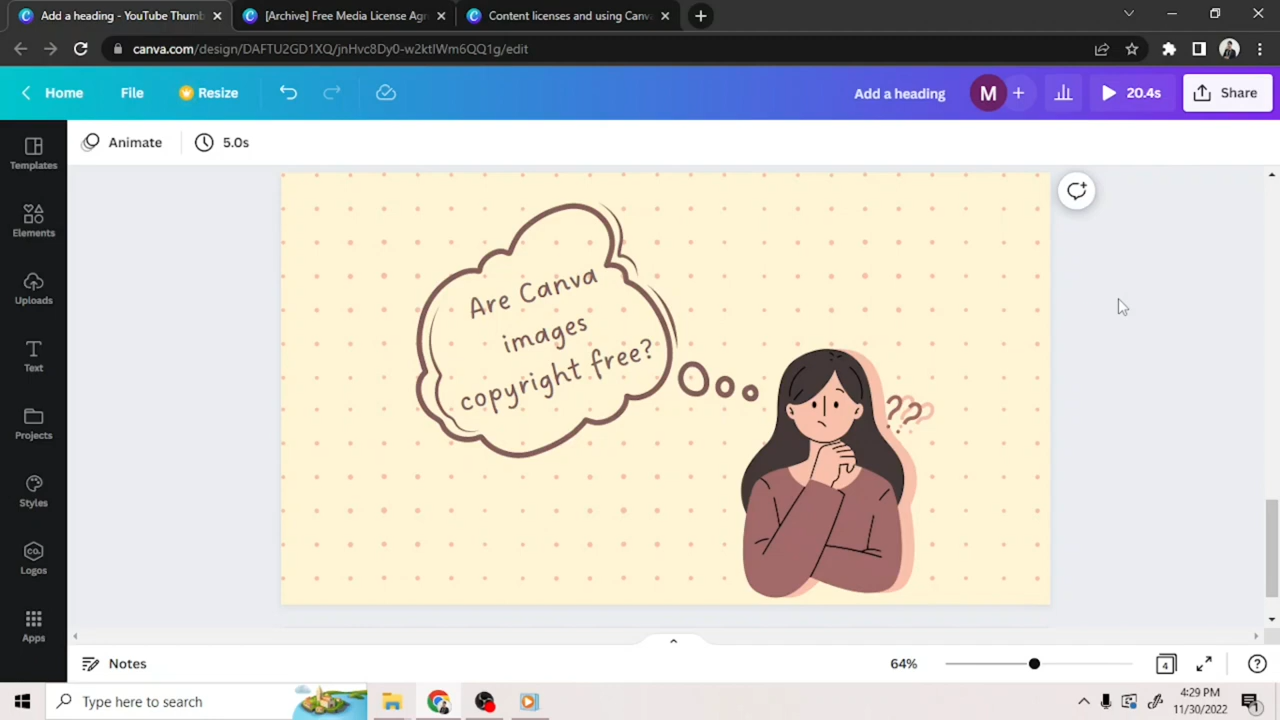 Add a heading - YouTube Thumb
[Archive] Free Media License Agr
Content licenses and using Canv
canva.com/design/DAFTU2GD1XQ/jnHvc8Dy0-w2ktlWm6QQ1g/edit
Home
File
Resize
Add a heading
M
20.4s
Share
Animate
5.0s
Templates
Elements
Uploads
Text
Projects
Styles
CO.
Logos
Apps
Are Canva
images
copyright free?
???
Notes
64%
4
Type here to search
4:29 PM
11/30/2022
1